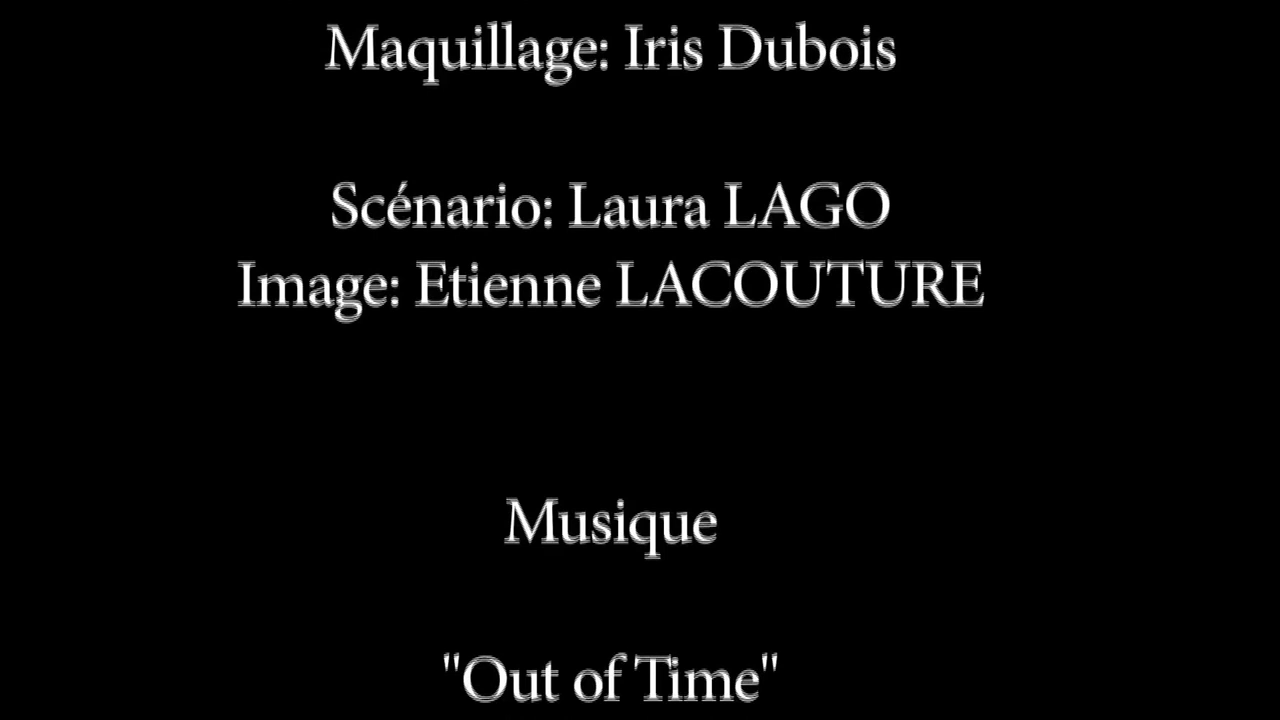 Maquillage: Iris Dubois
Scénario: Laura LAGO
Image: Etienne LACOUTURE
Musique
"Out of Time"